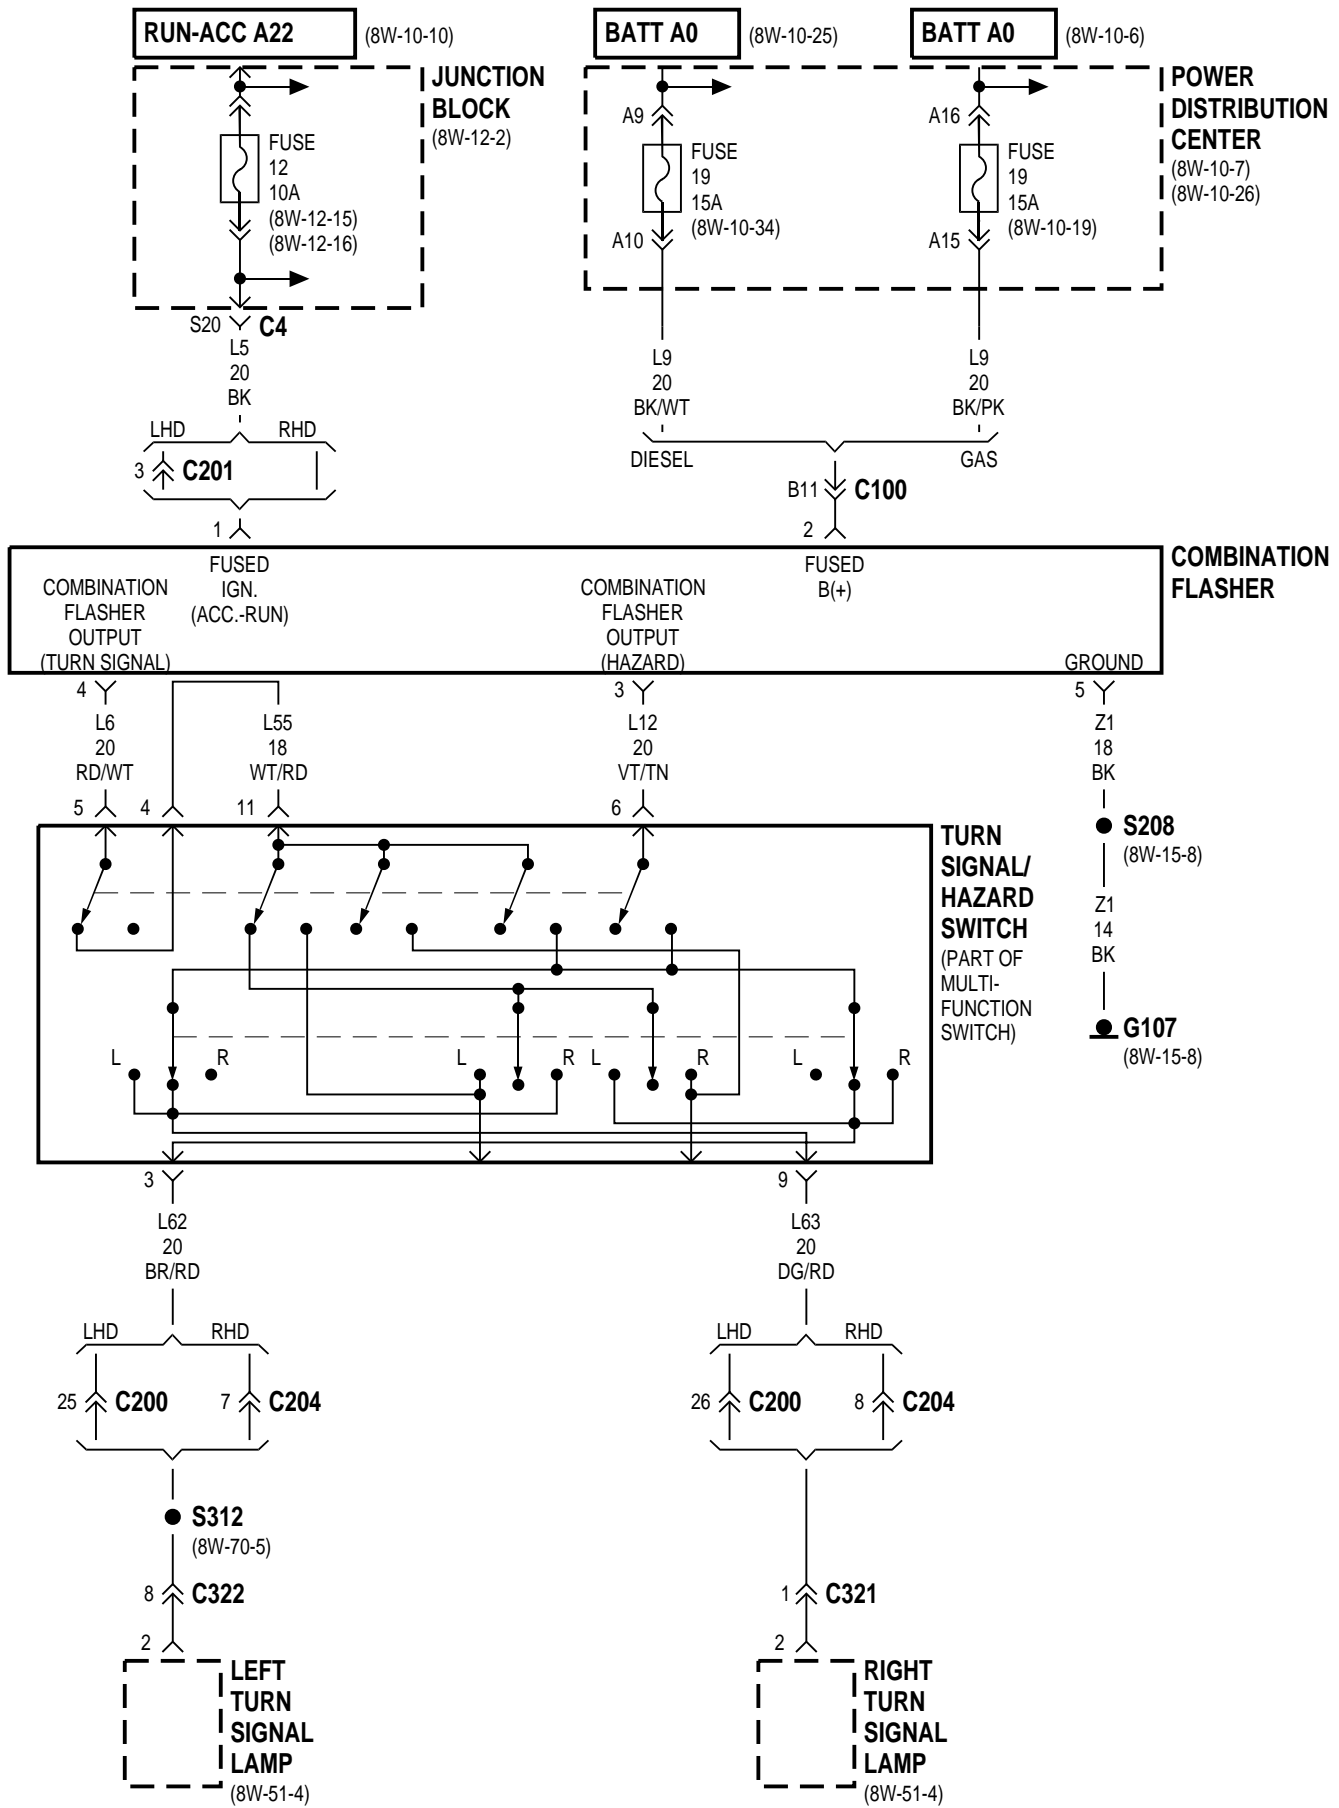 RUN-ACC A22
(8W-10-10)
BATT A0
(8W-10-25)
BATT A0
(8W-10-6)
JUNCTION
BLOCK
(8W-12-2)
FUSE
12
10A
(8W-12-15)
(8W-12-16)
A9
FUSE
19
15A
(8W-10-34)
A10
A16
FUSE
19
15A
(8W-10-19)
A15
POWER
DISTRIBUTION
CENTER
(8W-10-7)
(8W-10-26)
S20
C4
L5
20
BK
LHD
RHD
3
C201
1
L9
20
BK/WT
L9
20
BK/PK
DIESEL
GAS
B11
C100
2
COMBINATION
FLASHER
COMBINATION
FLASHER
OUTPUT
(TURN SIGNAL)
FUSED
IGN.
(ACC.-RUN)
COMBINATION
FLASHER
OUTPUT
(HAZARD)
FUSED
B(+)
GROUND
4
L6
20
RD/WT
5
4
L55
18
WT/RD
11
3
L12
20
VT/TN
6
5
Z1
18
BK
S208
(8W-15-8)
Z1
14
BK
G107
(8W-15-8)
TURN
SIGNAL/
HAZARD
SWITCH
(PART OF
MULTI-
FUNCTION
SWITCH)
L
R
L
R
L
R
L
R
3
L62
20
BR/RD
9
L63
20
DG/RD
LHD
RHD
25
C200
7
C204
LHD
RHD
26
C200
8
C204
S312
(8W-70-5)
8
C322
2
1
C321
2
LEFT
TURN
SIGNAL
LAMP
(8W-51-4)
RIGHT
TURN
SIGNAL
LAMP
(8W-51-4)